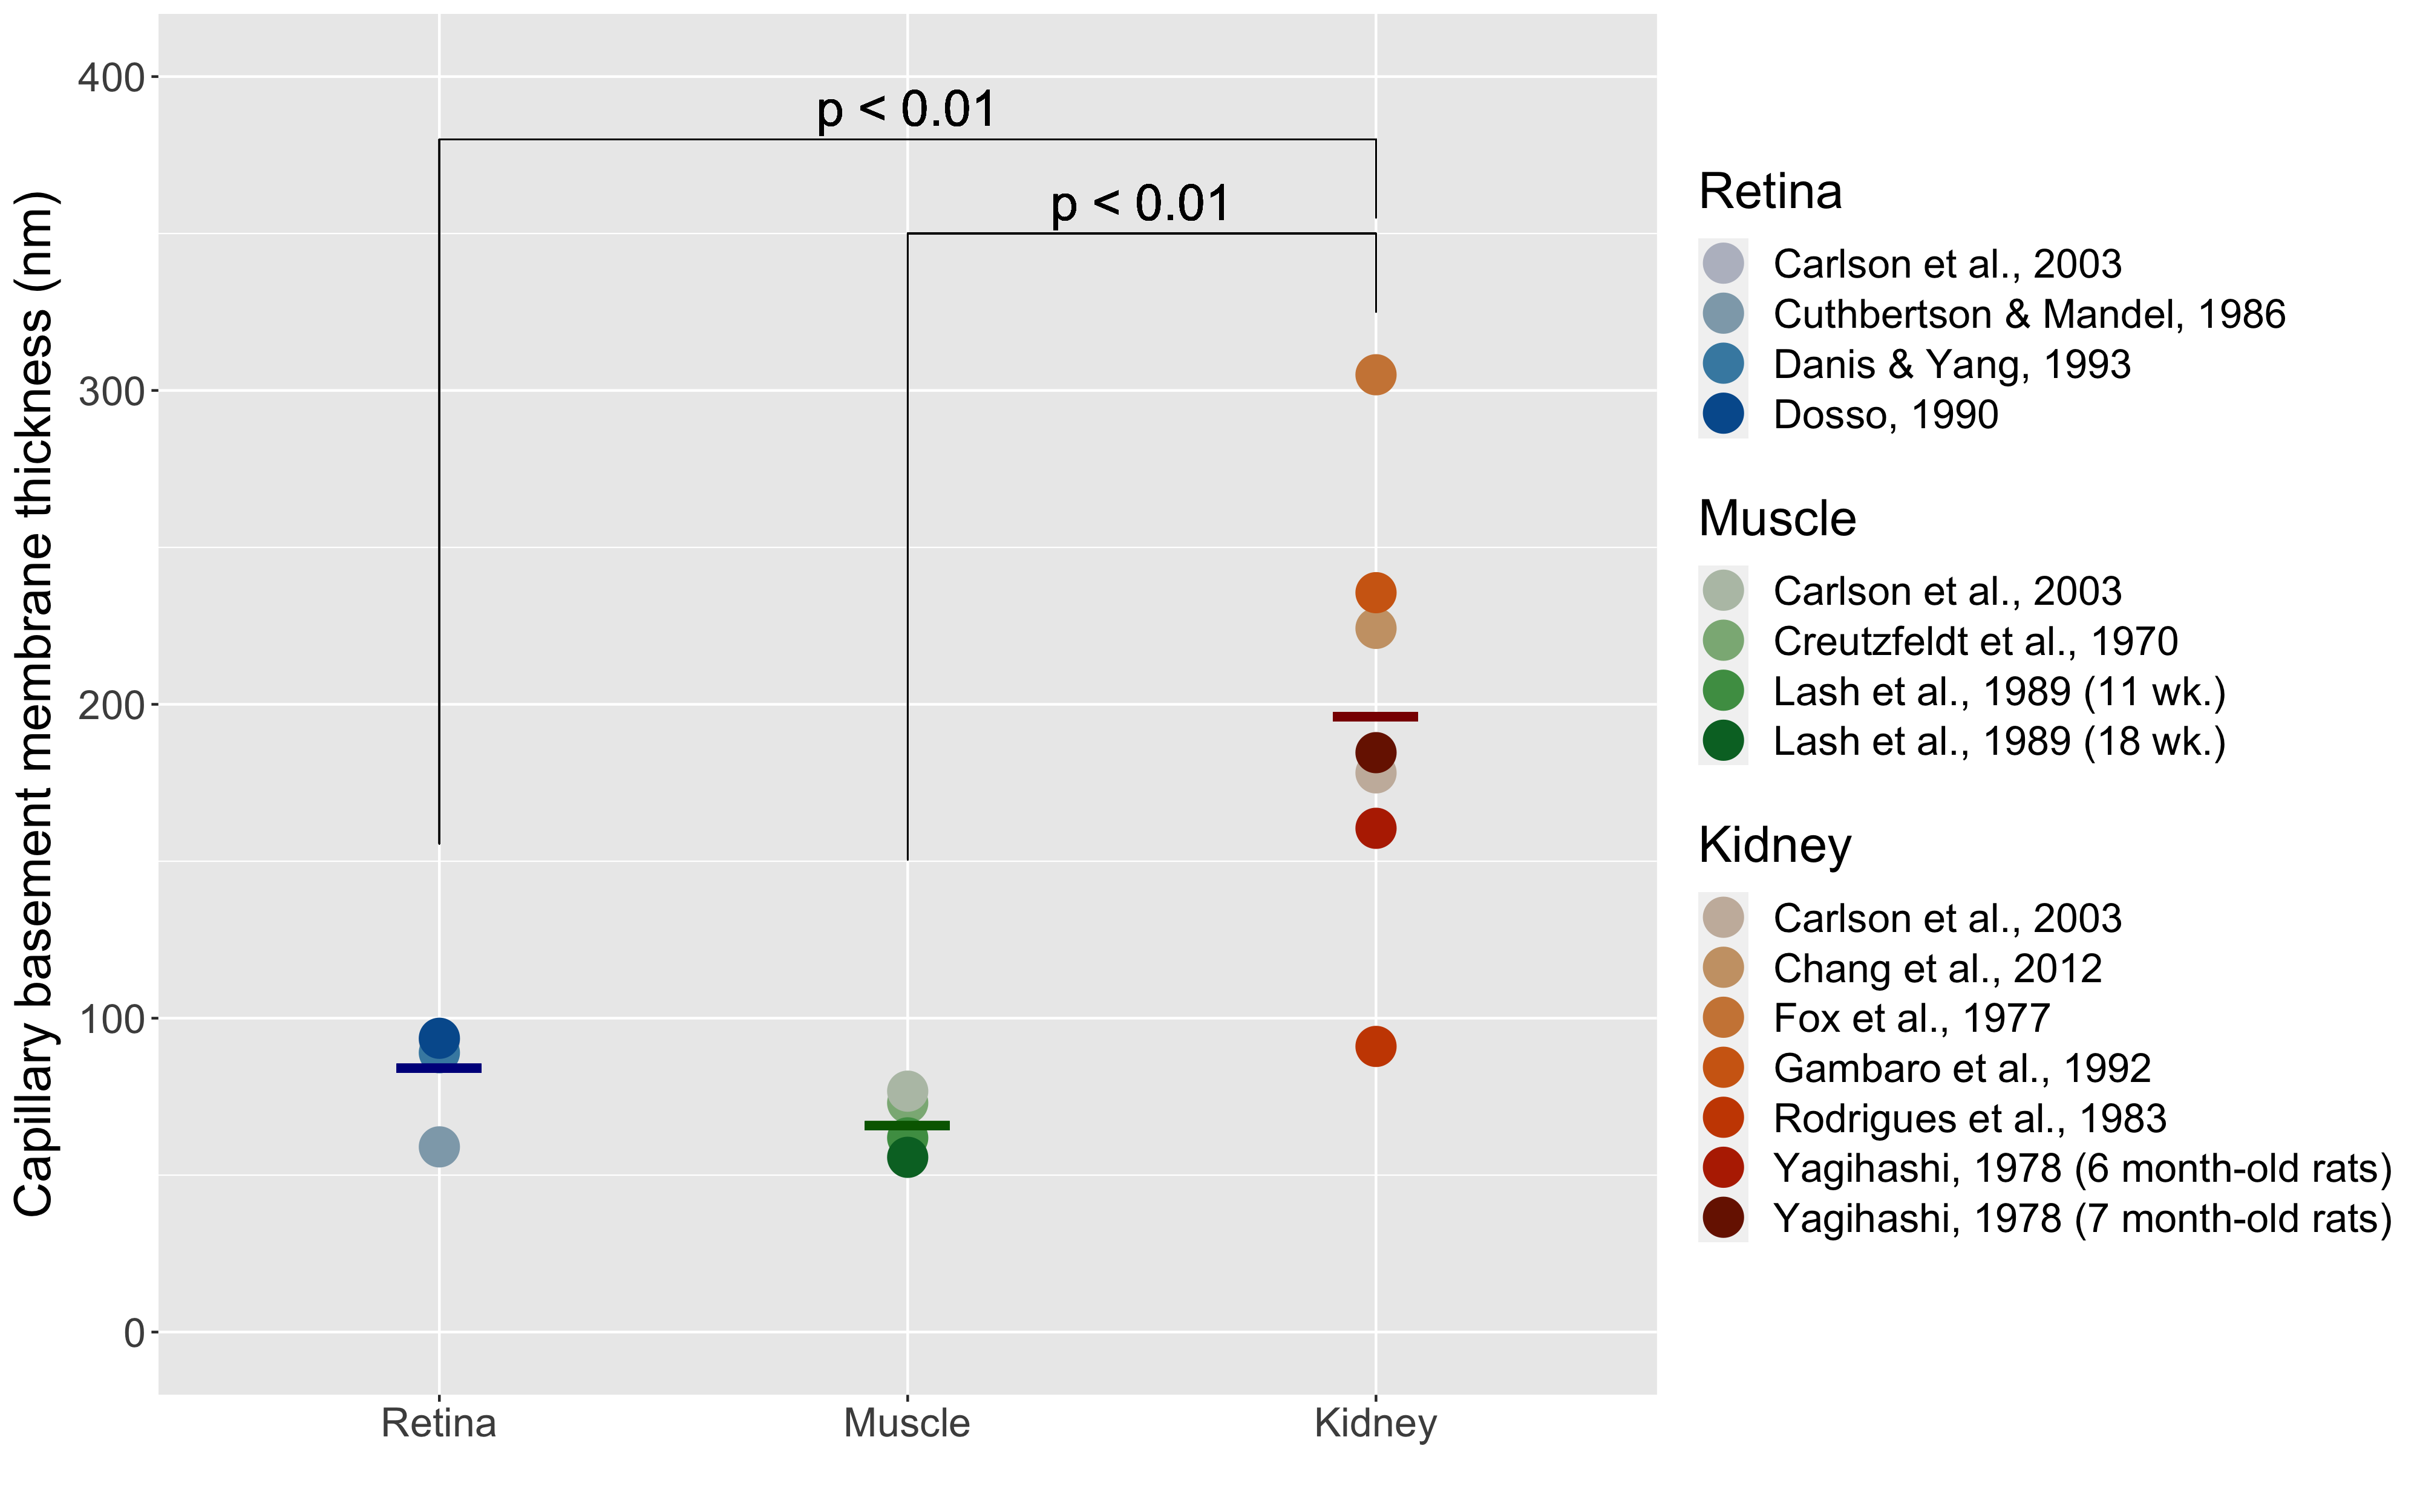 Capillary basement membrane thickness (nm)
400
300
200
100
0
p < 0.01
p < 0.01
Retina
Muscle
Kidney
Retina
Carlson et al., 2003
Cuthbertson & Mandel, 1986
Danis & Yang, 1993
Dosso, 1990
Muscle
Carlson et al., 2003
Creutzfeldt et al., 1970
Lash et al., 1989 (11 wk.)
Lash et al., 1989 (18 wk.)
Kidney
Carlson et al., 2003
Chang et al., 2012
Fox et al., 1977
Gambaro et al., 1992
Rodrigues et al., 1983
Yagihashi, 1978 (6 month-old rats)
Yagihashi, 1978 (7 month-old rats)